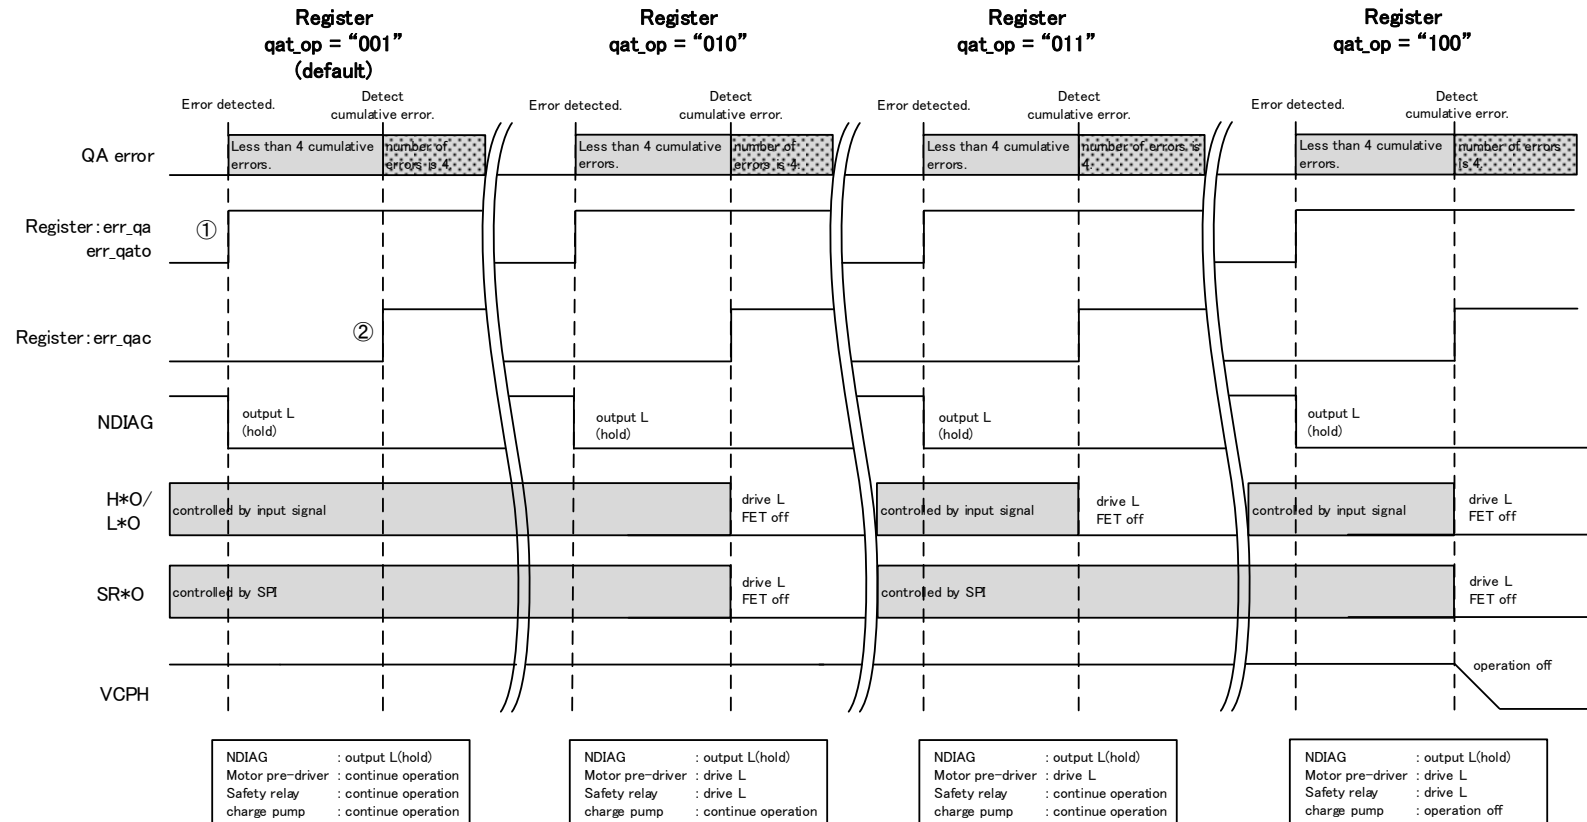 Register
qat_op = “001”
(default)
Register
qat_op = “010”
Register
qat_op = “011”
Register
qat_op = “100”
Error detected.
Detect
cumulative error.
Error detected.
Detect
cumulative error.
Error detected.
Detect
cumulative error.
Error detected.
Detect
cumulative error.
QA error
Less than 4 cumulative
errors.
number of
errors is 4.
Less than 4 cumulative
errors.
number of
errors is 4.
Less than 4 cumulative
errors.
number of errors is
4.
Less than 4 cumulative
errors.
number of errors
is 4.
Register:err_qa
err_qato
①
Register:err_qac
②
NDIAG
output L
(hold)
output L
(hold)
output L
(hold)
output L
(hold)
H*O/
L*O
controlled by input signal
drive L
FET off
controlled by input signal
drive L
FET off
controlled by input signal
drive L
FET off
SR*O
controlled by SPI
drive L
FET off
controlled by SPI
drive L
FET off
VCPH
operation off
NDIAG : output L(hold)
Motor pre-driver : continue operation
Safety relay : continue operation
charge pump : continue operation
NDIAG : output L(hold)
Motor pre-driver : drive L
Safety relay : drive L
charge pump : continue operation
NDIAG : output L(hold)
Motor pre-driver : drive L
Safety relay : continue operation
charge pump : continue operation
NDIAG : output L(hold)
Motor pre-driver : drive L
Safety relay : drive L
charge pump : operation off